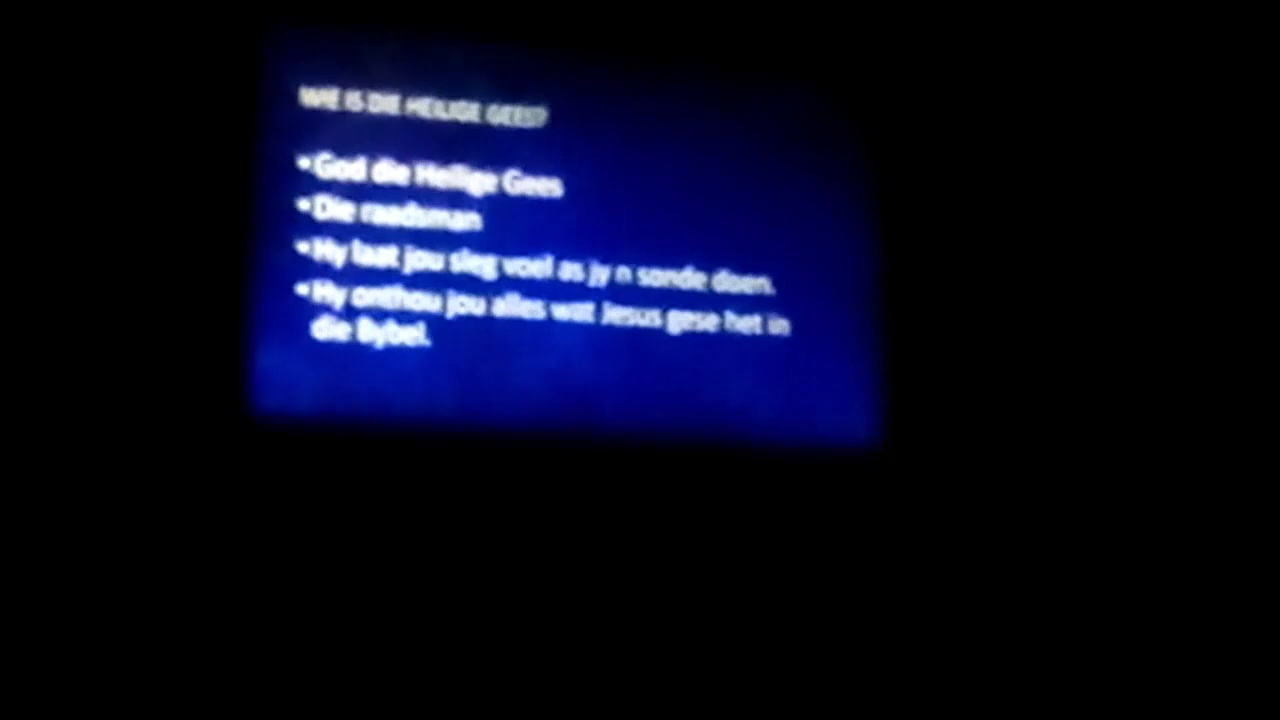 WIE IS DIE HEILIGE GEES?
• God die Heilige Gees
• Die raadsman
• Hy laat jou sleg voel as jy n sonde doen.
• Hy onthou jou alles wat Jesus gese het in
die Bybel.